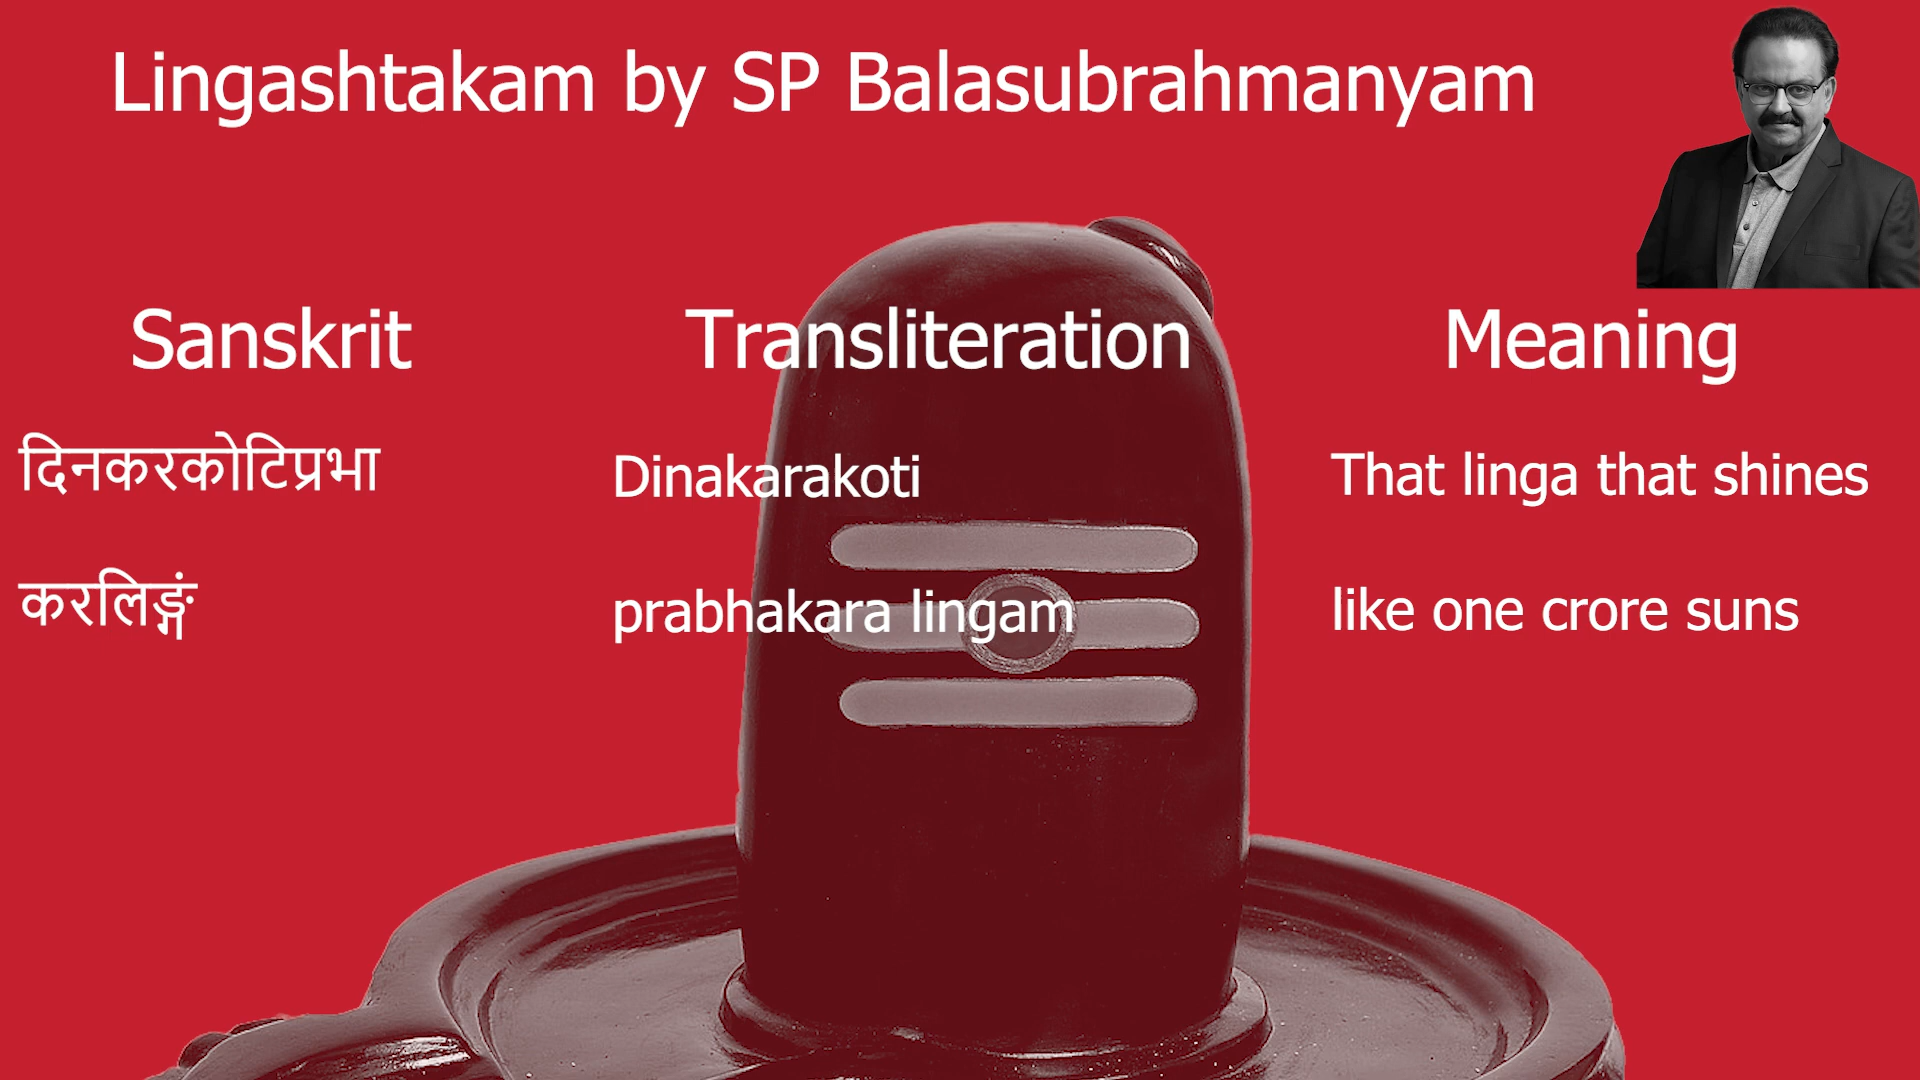 Lingashtakam by SP Balasubrahmanyam
Sanskrit Transliteration Meaning
दिनकरकोटिप्रभा Dinakarakoti That linga that shines
करलिङ्गं prabhakara lingam like one crore suns